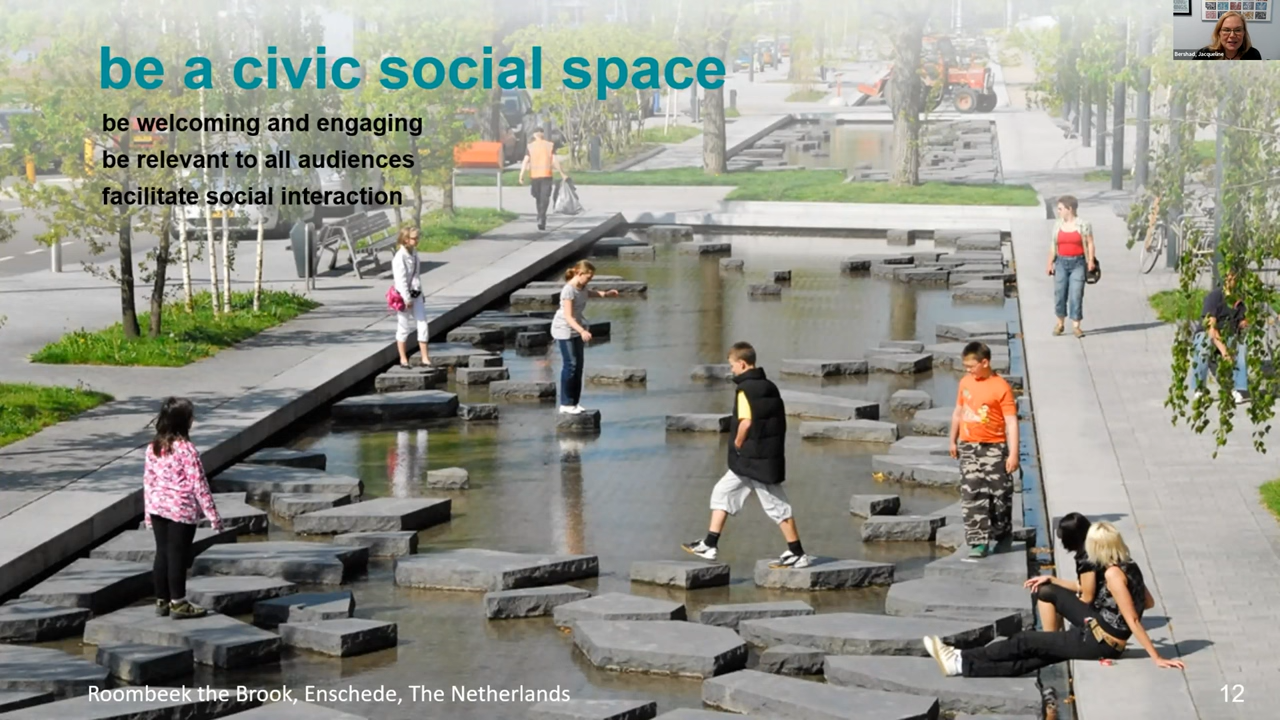 be a civic social space
be welcoming and engaging
be relevant to all audiences
facilitate social interaction
Bershad, Jacqueline
Roombeek the Brook, Enschede, The Netherlands
12